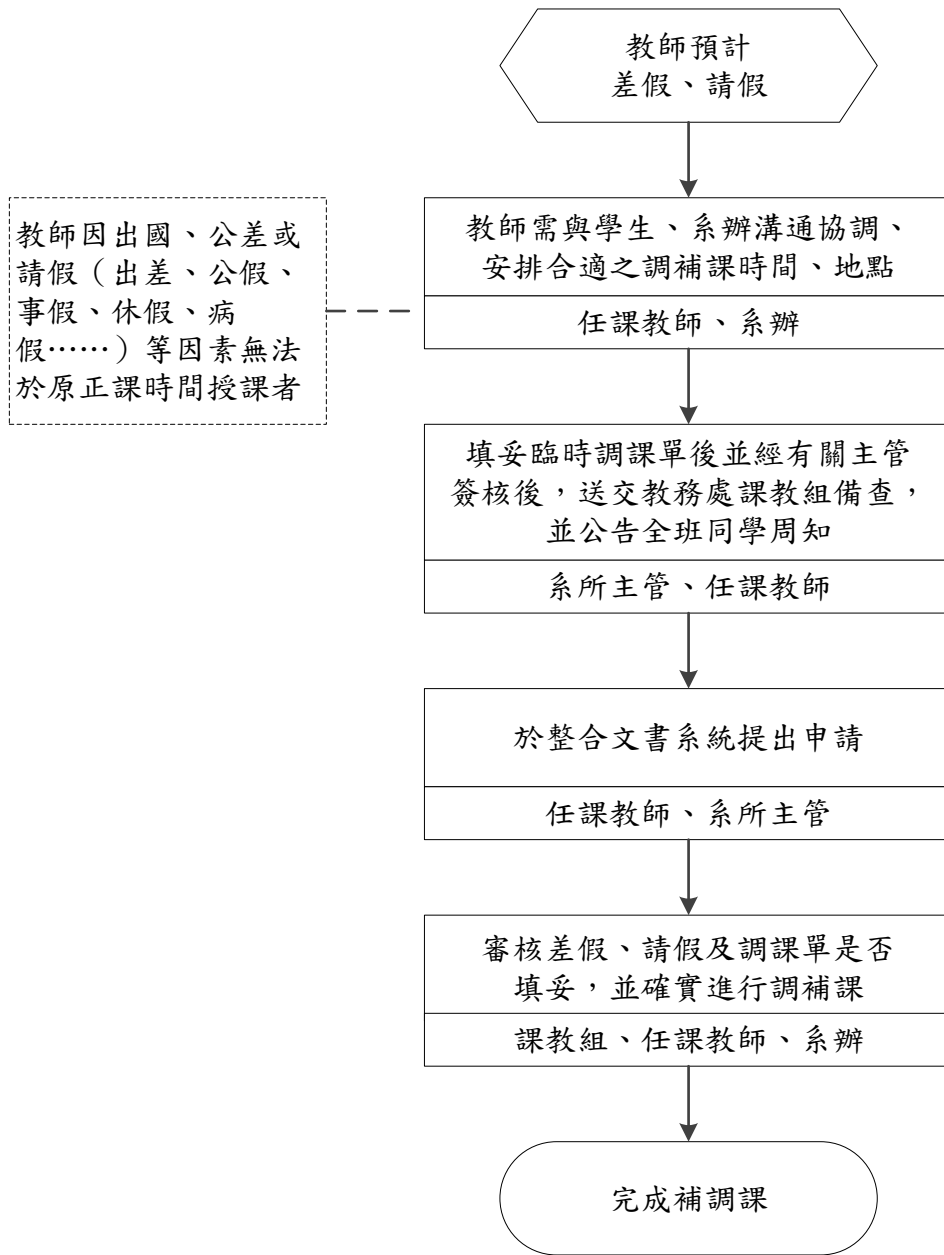 教師預計
差假、請假
教師需與學生、系辦溝通協調、
安排合適之調補課時間、地點
任課教師、系辦
教師因出國、公差或
請假（出差、公假、
事假、休假、病
假……）等因素無法
於原正課時間授課者
填妥臨時調課單後並經有關主管
簽核後，送交教務處課教組備查，
並公告全班同學周知
系所主管、任課教師
於整合文書系統提出申請
任課教師、系所主管
審核差假、請假及調課單是否
填妥，並確實進行調補課
課教組、任課教師、系辦
完成補調課